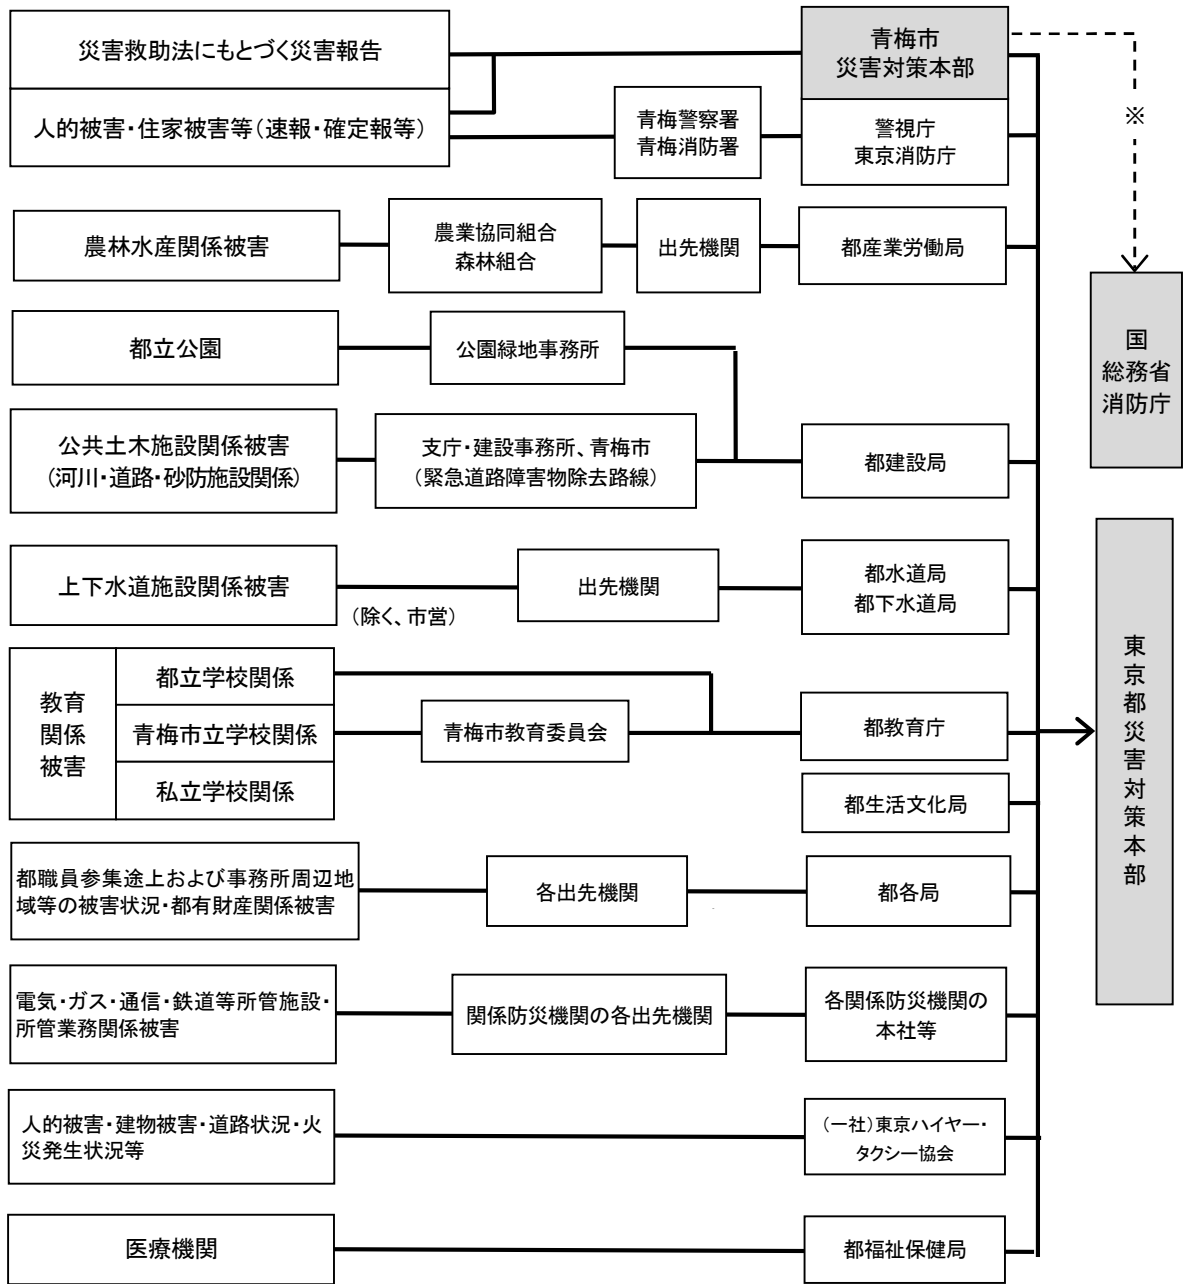 災害救助法にもとづく災害報告
人的被害・住家被害等（速報・確定報等）
青梅警察署
青梅消防署
青梅市
災害対策本部
警視庁
東京消防庁
※
農林水産関係被害
農業協同組合
森林組合
出先機関
都産業労働局
国
総務省
消防庁
都立公園
公園緑地事務所
公共土木施設関係被害
（河川・道路・砂防施設関係）
支庁・建設事務所、青梅市
（緊急道路障害物除去路線）
都建設局
上下水道施設関係被害
（除く、市営）
出先機関
都水道局
都下水道局
東京都災害対策本部
教育
関係
被害
都立学校関係
青梅市立学校関係
私立学校関係
青梅市教育委員会
都教育庁
都生活文化局
都職員参集途上および事務所周辺地
域等の被害状況・都有財産関係被害
各出先機関
都各局
電気・ガス・通信・鉄道等所管施設・
所管業務関係被害
関係防災機関の各出先機関
各関係防災機関の
本社等
人的被害・建物被害・道路状況・火
災発生状況等
（一社）東京ハイヤー・
タクシー協会
医療機関
都福祉保健局